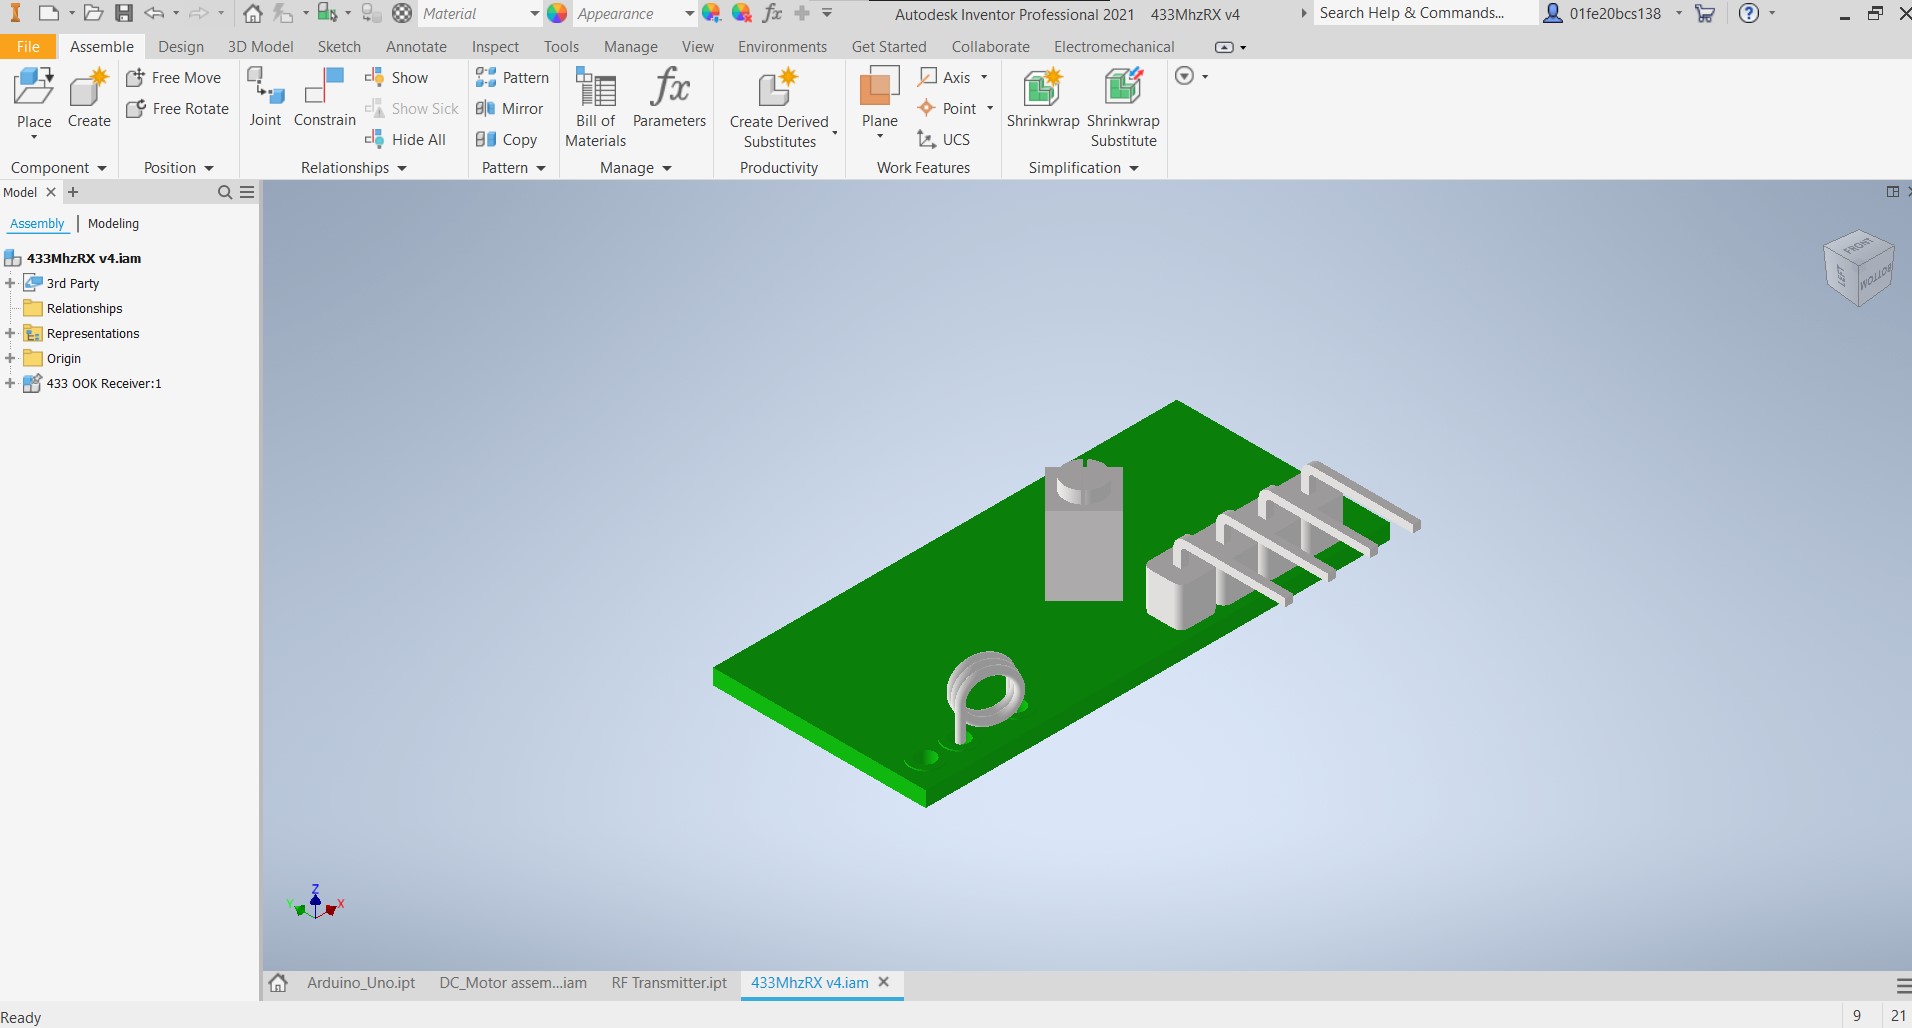 Material Appearance Autodesk Inventor Professional 2021 433MhzRX v4 Search Help & Commands... 01fe20bcs138
File Assemble Design 3D Model Sketch Annotate Inspect Tools Manage View Environments Get Started Collaborate Electromechanical
Place
Create
Component
Free Move
Free Rotate
Position
Joint
Constrain
Show
Show Sick
Hide All
Relationships
Pattern
Mirror
Copy
Pattern
Bill of
Materials
fx
Parameters
Manage
Create Derived
Substitutes
Productivity
Plane
Axis
Point
UCS
Work Features
Shrinkwrap
Shrinkwrap
Substitute
Simplification
Model
Assembly | Modeling
433MhzRX v4.iam
3rd Party
Relationships
Representations
Origin
433 OOK Receiver:1
FRONT
LEFT
BOTTOM
Z
Y X
Arduino_Uno.ipt DC_Motor assem...iam RF Transmitter.ipt 433MhzRX v4.iam
Ready 9 21